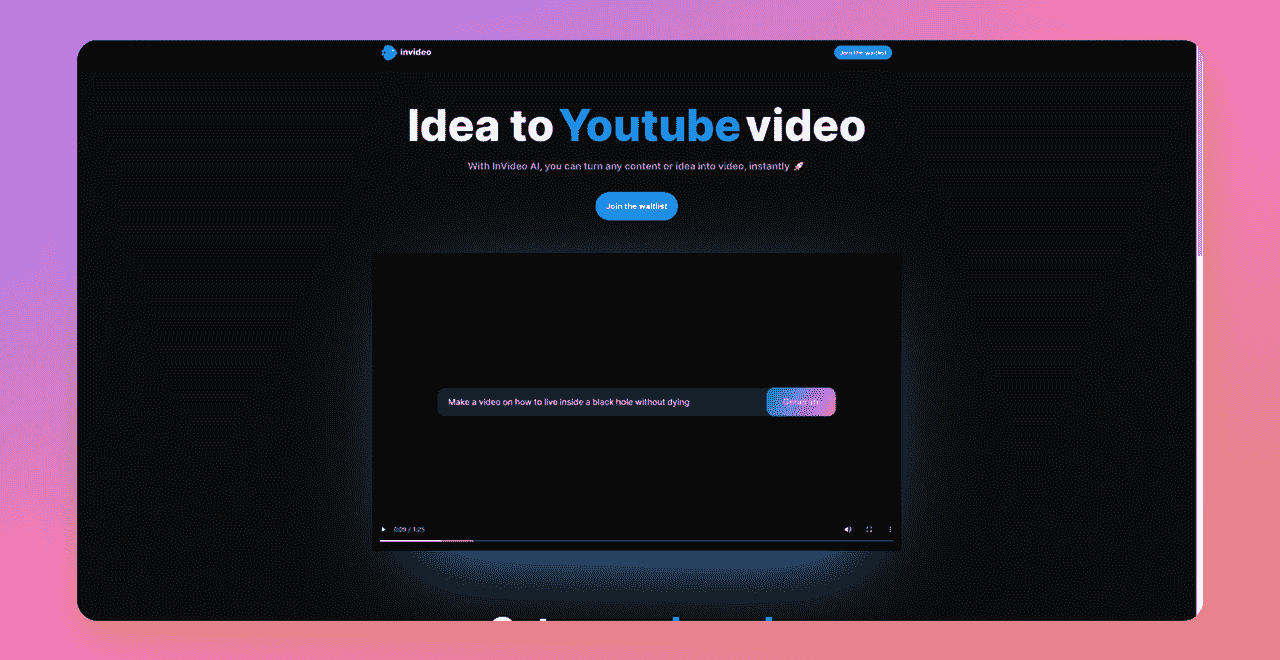 invideo
Join the waitlist
Idea to Youtube video
With InVideo AI, you can turn any content or idea into video, instantly 🚀
Join the waitlist
Make a video on how to live inside a black hole without dying
Generate
0:09 / 1:25